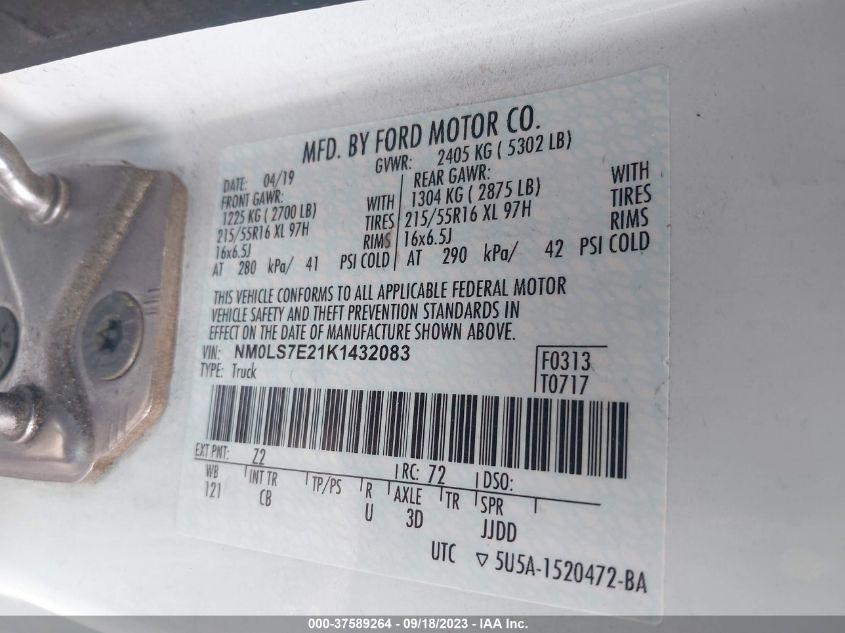 MFD. BY FORD MOTOR CO.
DATE: 04/19 GVWR: 2405 KG ( 5302 LB)
FRONT GAWR: REAR GAWR:
1225 KG ( 2700 LB) WITH 1304 KG ( 2875 LB) WITH
215/55R16 XL 97H TIRES 215/55R16 XL 97H TIRES
16x6.5J RIMS 16x6.5J RIMS
AT 280 kPa/ 41 PSI COLD AT 290 kPa/ 42 PSI COLD
THIS VEHICLE CONFORMS TO ALL APPLICABLE FEDERAL MOTOR
VEHICLE SAFETY AND THEFT PREVENTION STANDARDS IN
EFFECT ON THE DATE OF MANUFACTURE SHOWN ABOVE.
VIN: NM0LS7E21K1432083 F0313
TYPE: Truck T0717
EXT PNT: Z2 RC: 72 DSO:
WB INT TR TP/PS R AXLE TR SPR
121 CB U 3D JJDD
UTC ▽ 5U5A-1520472-BA
000-37589264 - 09/18/2023 - IAA Inc.